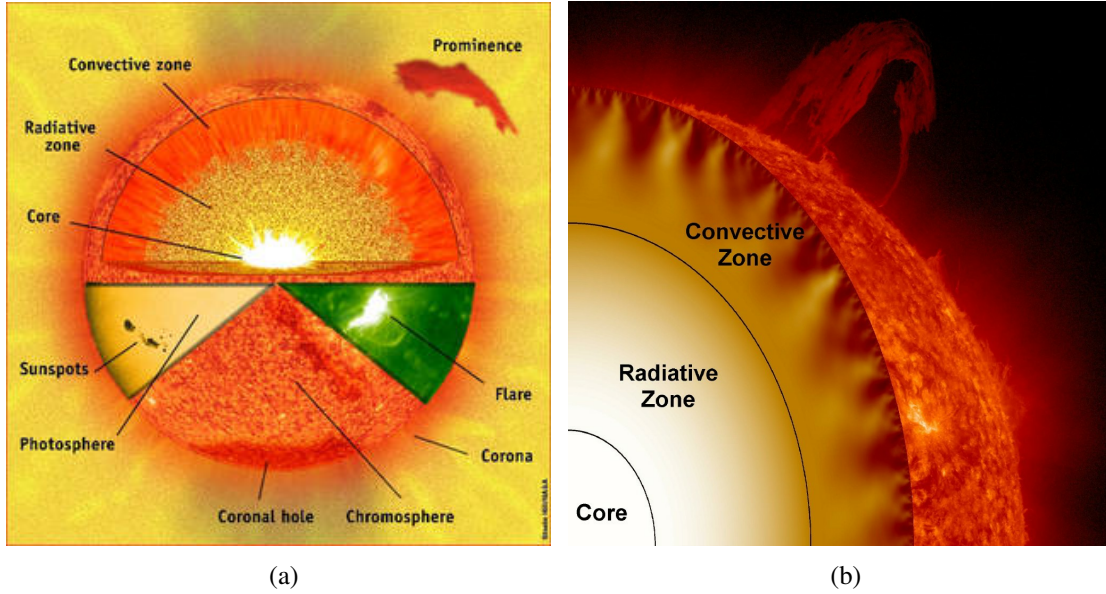 Prominence
Convective zone
Radiative
zone
Core
Sunspots
Photosphere
Flare
Corona
Coronal hole
Chromosphere
(a)
Convective
Zone
Radiative
Zone
Core
(b)